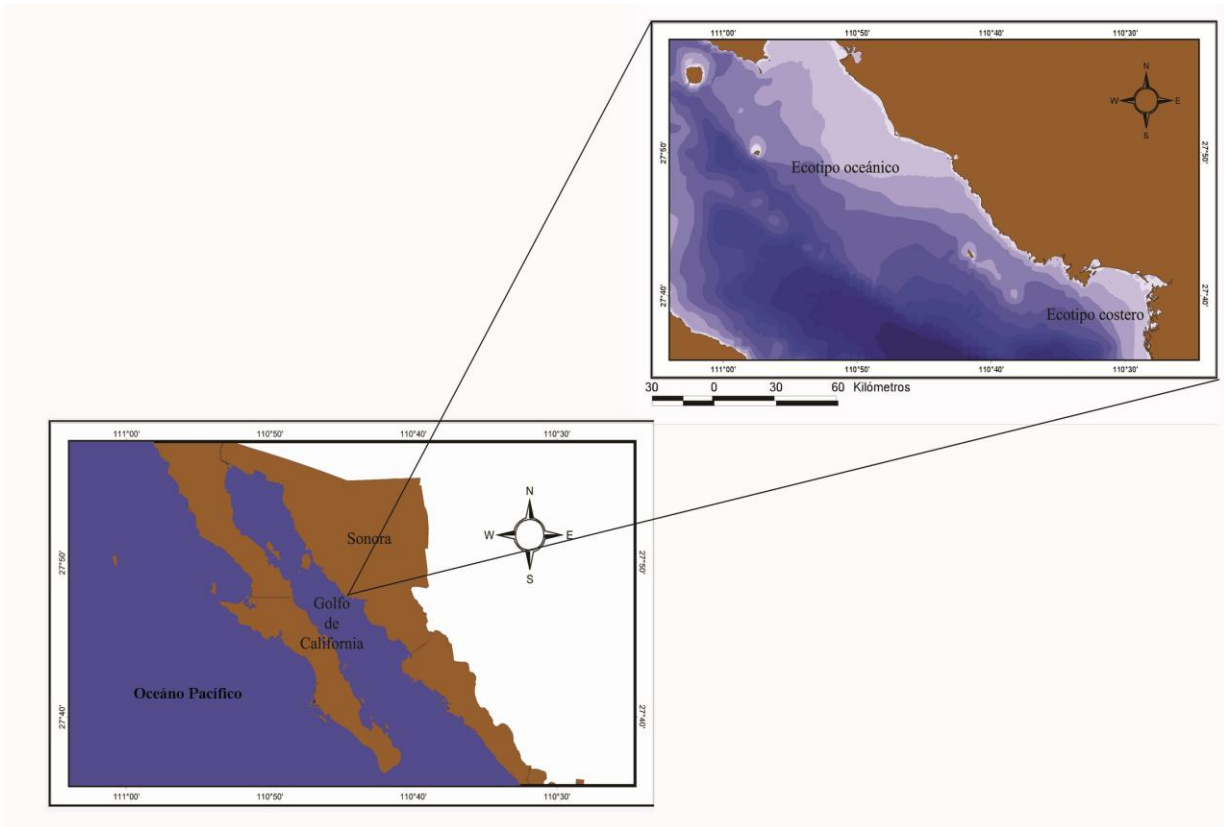 111°00'
110°50'
110°40'
110°30'
N
W
E
S
27°50'
27°50'
Ecotipo oceánico
27°40'
27°40'
Ecotipo costero
111°00'
110°50'
110°40'
110°30'
30 0 30 60 Kilómetros
111°00'
110°50'
110°40'
110°30'
N
W
E
S
Sonora
27°50'
27°50'
Golfo
de
California
Oceáno Pacífico
27°40'
27°40'
111°00'
110°50'
110°40'
110°30'